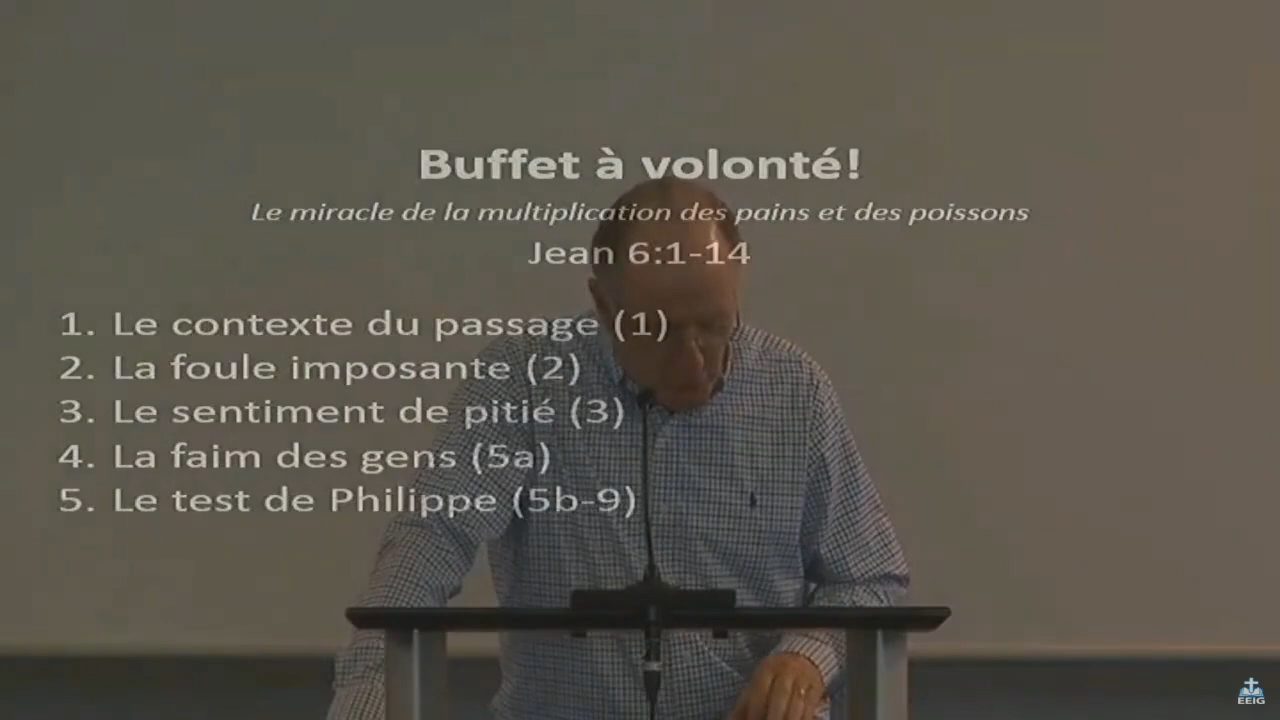 Buffet à volonté!
Le miracle de la multiplication des pains et des poissons
Jean 6:1-14
1. Le contexte du passage (1)
2. La foule imposante (2)
3. Le sentiment de pitié (3)
4. La faim des gens (5a)
5. Le test de Philippe (5b-9)
EEIG